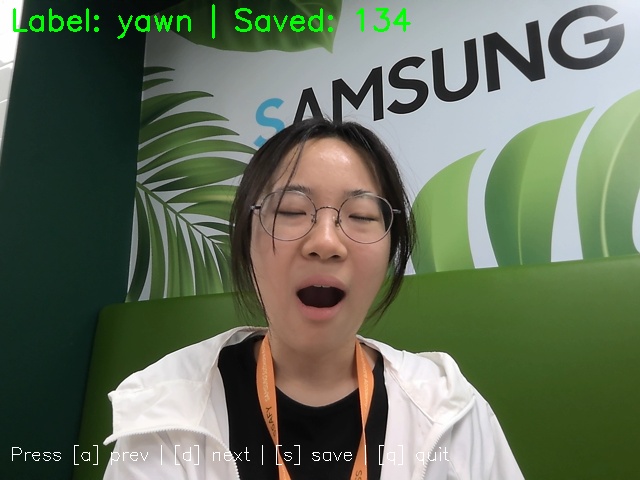 Label: yawn | Saved: 134
SAMSUNG
Press [a] prev | [d] next | [s] save | [q] quit